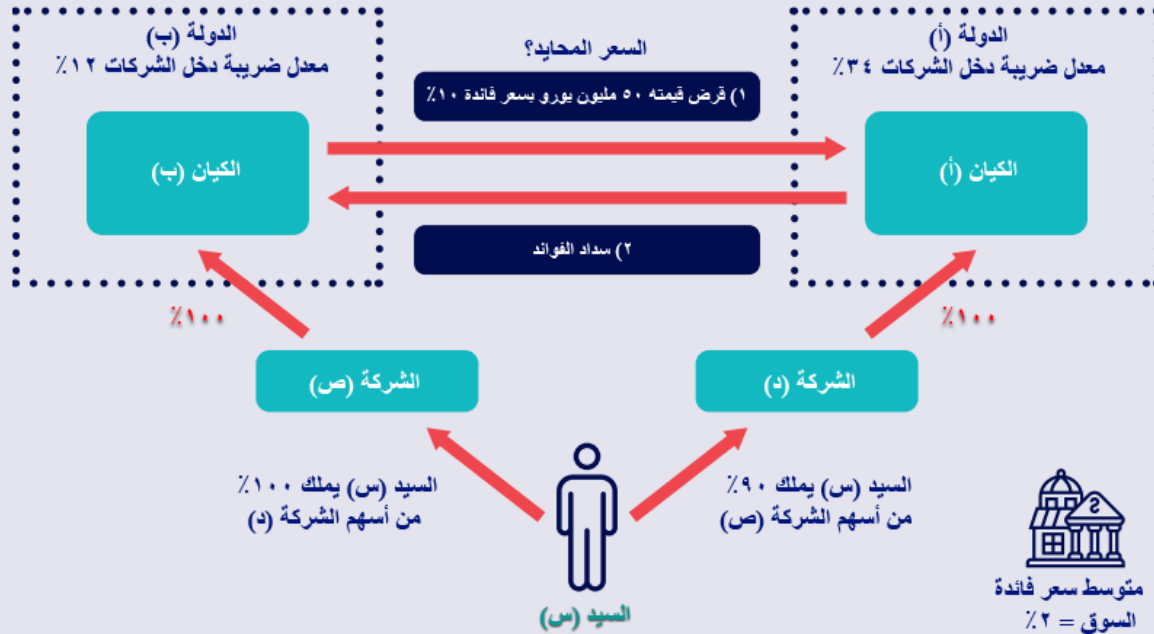 الدولة (أ)
معدل ضريبة دخل الشركات ٣٤٪
السعر المحايد؟
الدولة (ب)
معدل ضريبة دخل الشركات ١٢٪
١) قرض قيمته ٥٠ مليون يورو بسعر فائدة ١٠٪
الكيان (أ)
الكيان (ب)
٢) سداد الفوائد
١٠٠٪
١٠٠٪
الشركة (د)
الشركة (ص)
السيد (س) يملك ٩٠٪
من أسهم الشركة (ص)
السيد (س) يملك ١٠٠٪
من أسهم الشركة (د)
السيد (س)
متوسط سعر فائدة
السوق = ٢٪